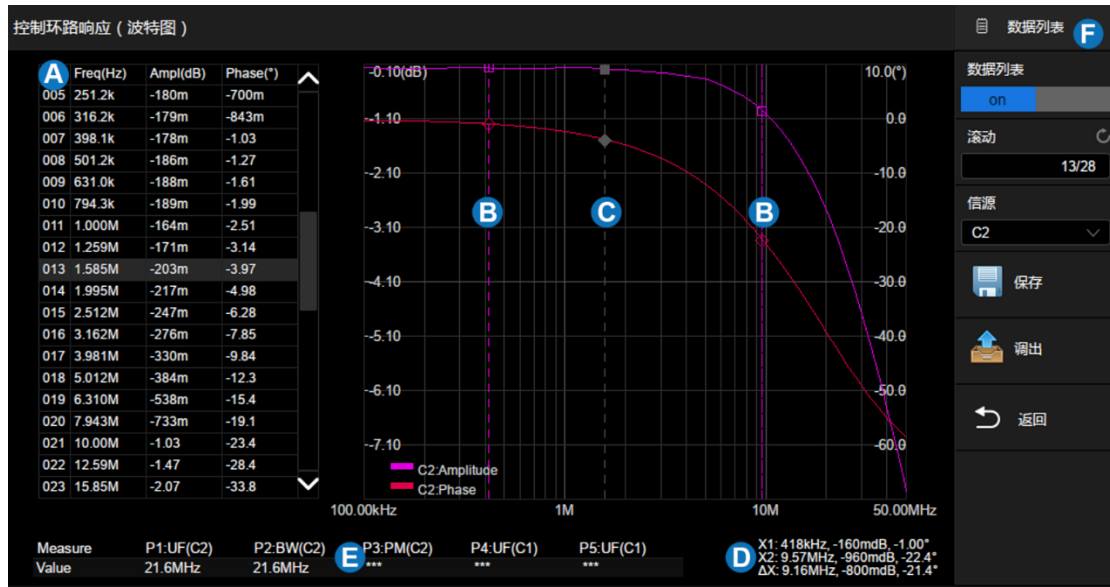 控制环路响应（波特图）
数据列表
F
A Freq(Hz) Ampl(dB) Phase(°)
005 251.2k -180m -700m
006 316.2k -179m -843m
007 398.1k -178m -1.03
008 501.2k -186m -1.27
009 631.0k -188m -1.61
010 794.3k -189m -1.99
011 1.000M -164m -2.51
012 1.259M -171m -3.14
013 1.585M -203m -3.97
014 1.995M -217m -4.98
015 2.512M -247m -6.28
016 3.162M -276m -7.85
017 3.981M -330m -9.84
018 5.012M -384m -12.3
019 6.310M -538m -15.4
020 7.943M -733m -19.1
021 10.00M -1.03 -23.4
022 12.59M -1.47 -28.4
023 15.85M -2.07 -33.8
-0.10(dB) 10.0(°)
-1.10 0.0
-2.10 -10.0
B C B
-3.10 -20.0
-4.10 -30.0
-5.10 -40.0
-6.10 -50.0
-7.10 -60.0
C2:Amplitude
C2:Phase
100.00kHz 1M 10M 50.00MHz
数据列表
on
滚动
13/28
信源
C2
保存
调出
返回
Measure P1:UF(C2) P2:BW(C2) P3:PM(C2) P4:UF(C1) P5:UF(C1)
Value 21.6MHz 21.6MHz E *** *** ***
D
X1: 418kHz, -160mdB, -1.00°
X2: 9.57MHz, -960mdB, -22.4°
ΔX: 9.16MHz, -800mdB, -21.4°